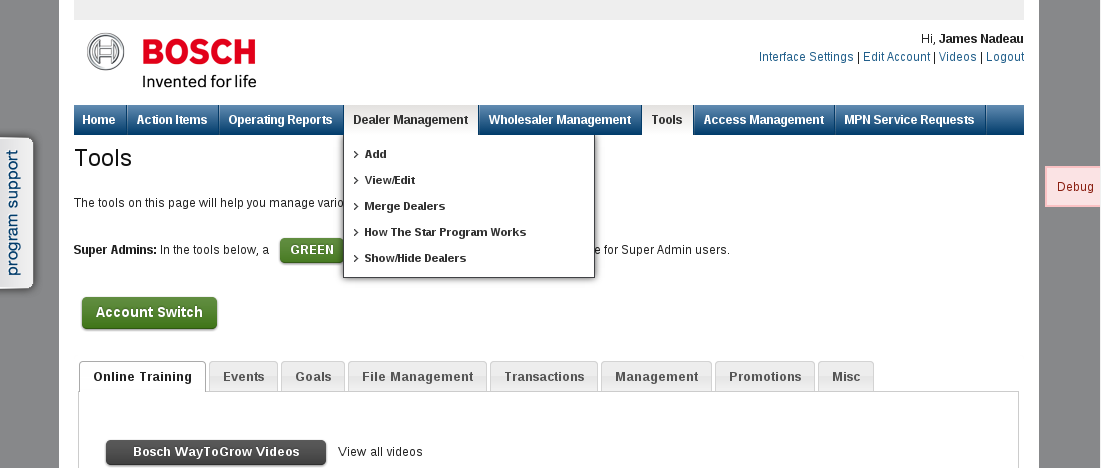 BOSCH
Invented for life
Hi, James Nadeau
Interface Settings | Edit Account | Videos | Logout
Home Action Items Operating Reports Dealer Management Wholesaler Management Tools Access Management MPN Service Requests
program support
Debug
Add
View/Edit
Merge Dealers
How The Star Program Works
Show/Hide Dealers
Tools
The tools on this page will help you manage
Super Admins: In the tools below, a GREEN for Super Admin users.
Account Switch
Online Training Events Goals File Management Transactions Management Promotions Misc
Bosch WayToGrow Videos View all videos